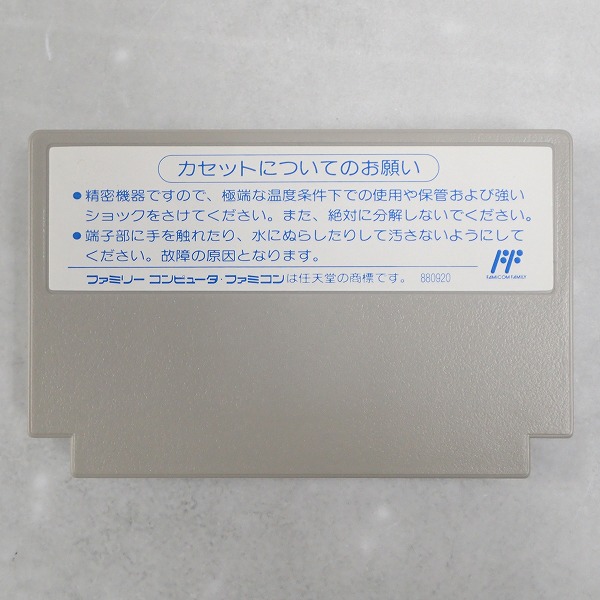 カセットについてのお願い
●精密機器ですので、極端な温度条件下での使用や保管および強い
ショックをさけてください。また、絶対に分解しないでください。
●端子部に手を触れたり、水にぬらしたりして汚さないようにして
ください。故障の原因となります。
ファミリー コンピュータ・ファミコンは任天堂の商標です。 880920
FAMICOM FAMILY